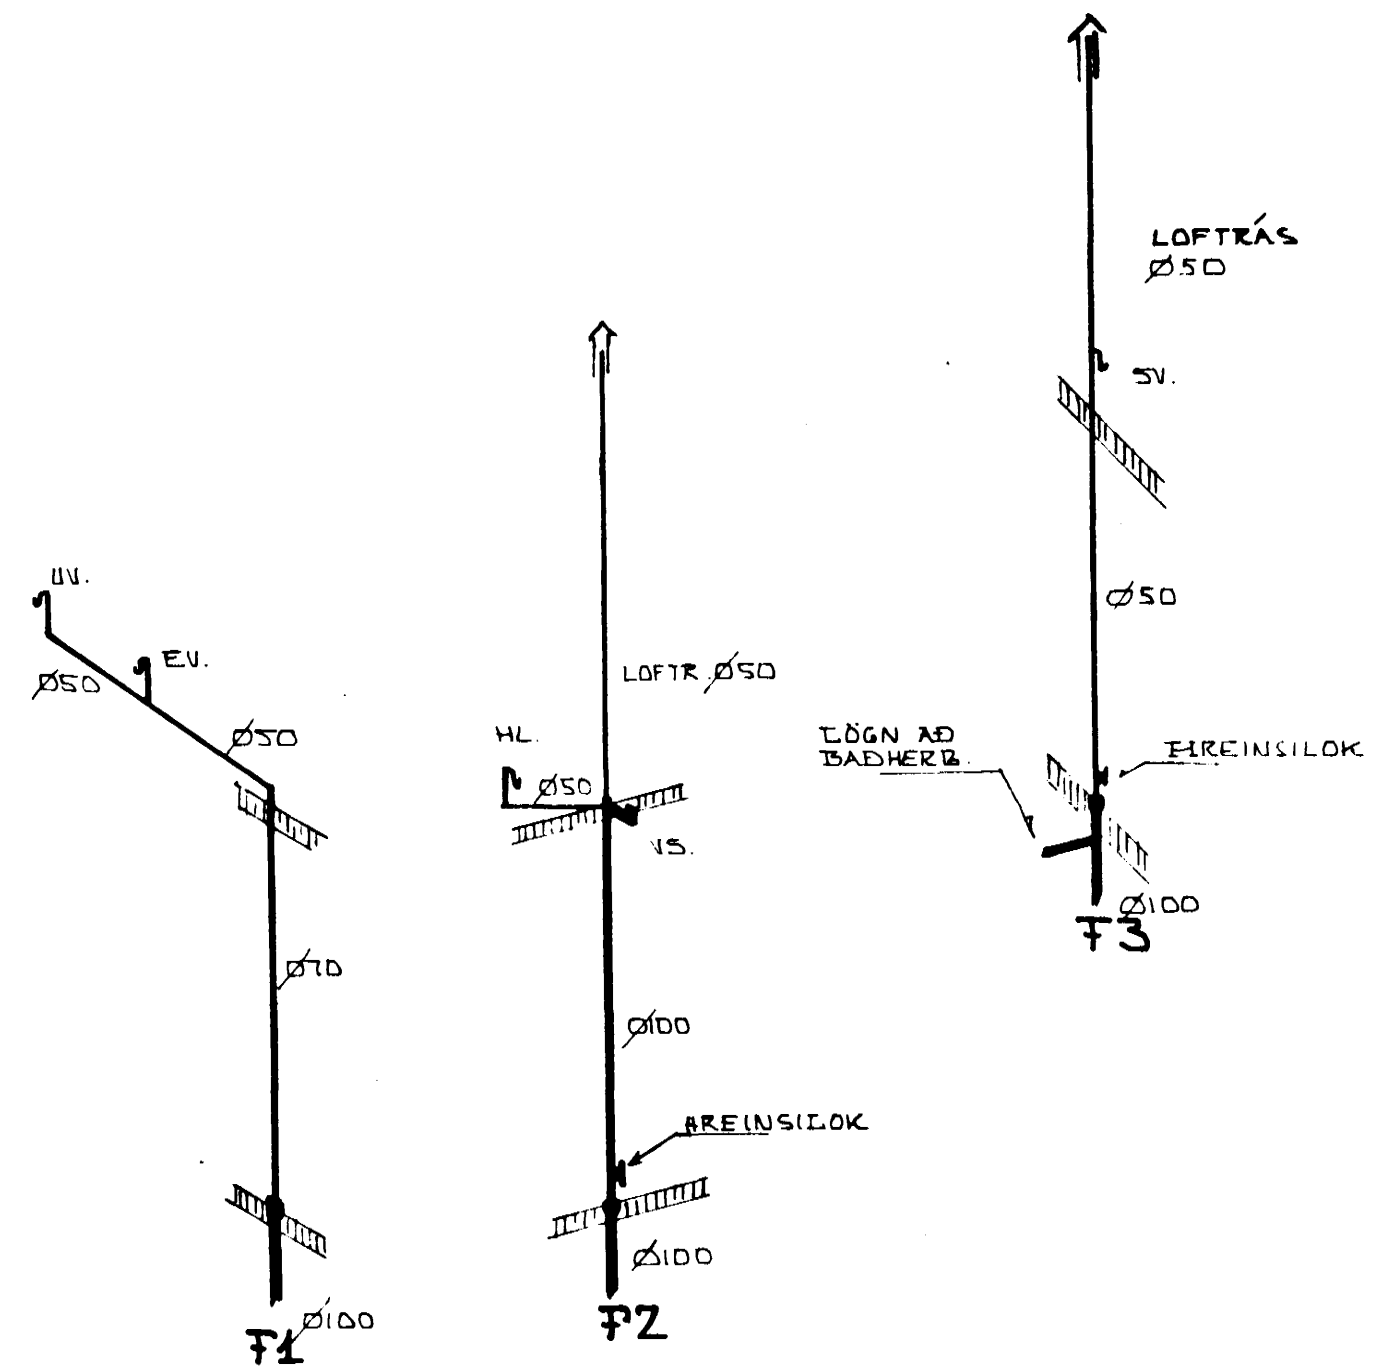 UV.
Ø50
EV.
Ø50
Ø70
Ø100
F1
HL.
Ø50
LOFTR. Ø50
VS.
Ø100
HREINSILOK
Ø100
F2
LOFTRÁS
Ø50
SV.
Ø50
LÖGN AÐ
BAÐHERB.
HREINSILOK
Ø100
F3